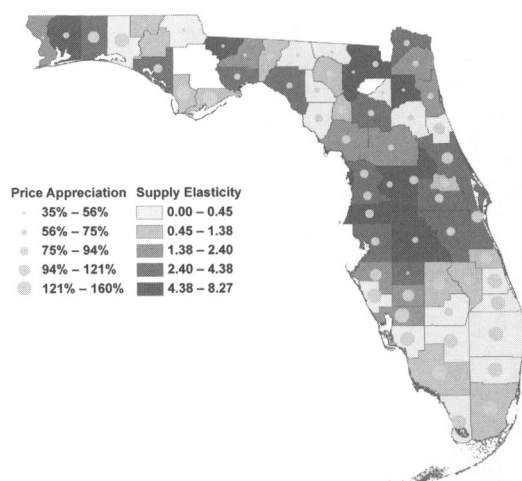 Price Appreciation Supply Elasticity
35% – 56% 0.00 – 0.45
56% – 75% 0.45 – 1.38
75% – 94% 1.38 – 2.40
94% – 121% 2.40 – 4.38
121% – 160% 4.38 – 8.27